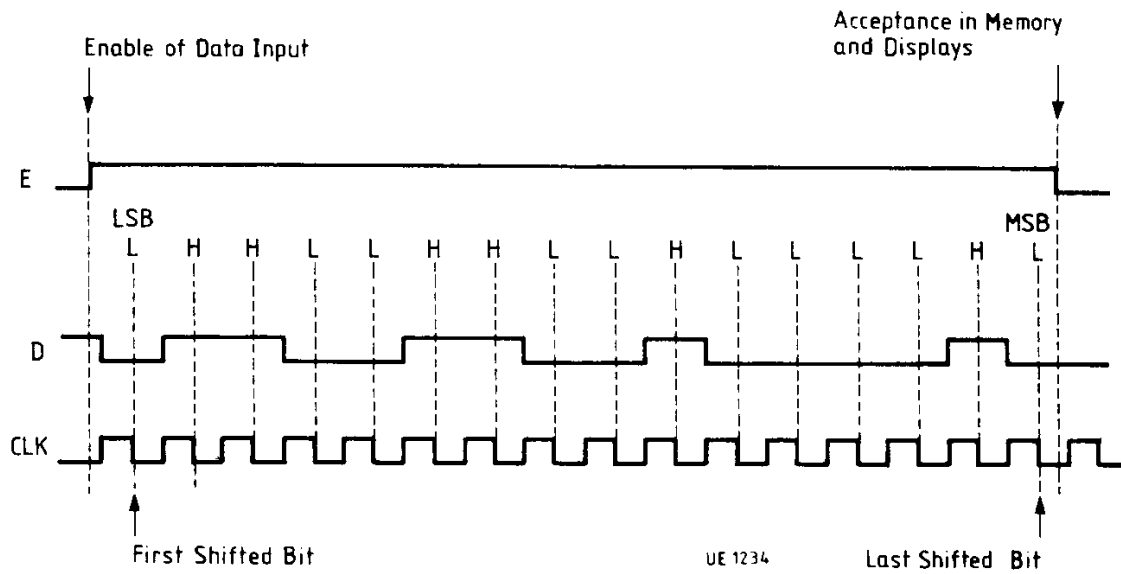 Enable of Data Input
Acceptance in Memory
and Displays
E
LSB
MSB
L H H L L H H L L H L L L L H L
D
CLK
First Shifted Bit
UE 1234
Last Shifted Bit